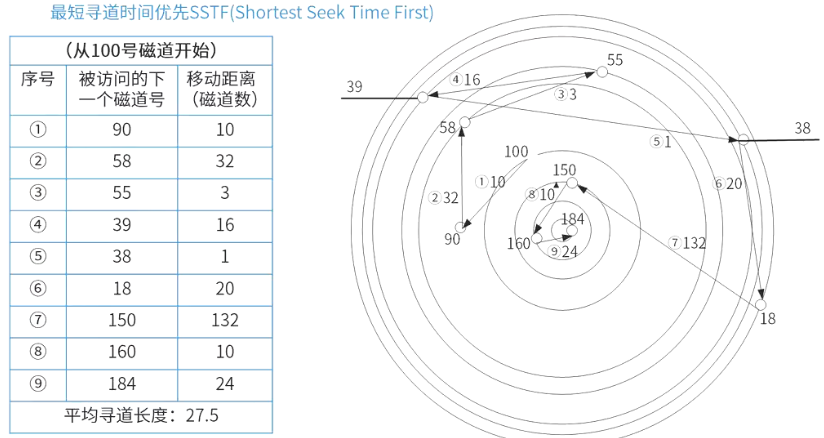 最短寻道时间优先SSTF(Shortest Seek Time First)
（从100号磁道开始）
序号 被访问的下一个磁道号 移动距离（磁道数）
① 90 10
② 58 32
③ 55 3
④ 39 16
⑤ 38 1
⑥ 18 20
⑦ 150 132
⑧ 160 10
⑨ 184 24
平均寻道长度：27.5
55
39
④16
③3
58
38
100
⑤1
150
①10
⑥20
②32
⑧10
184
90
160
⑦132
⑨24
18